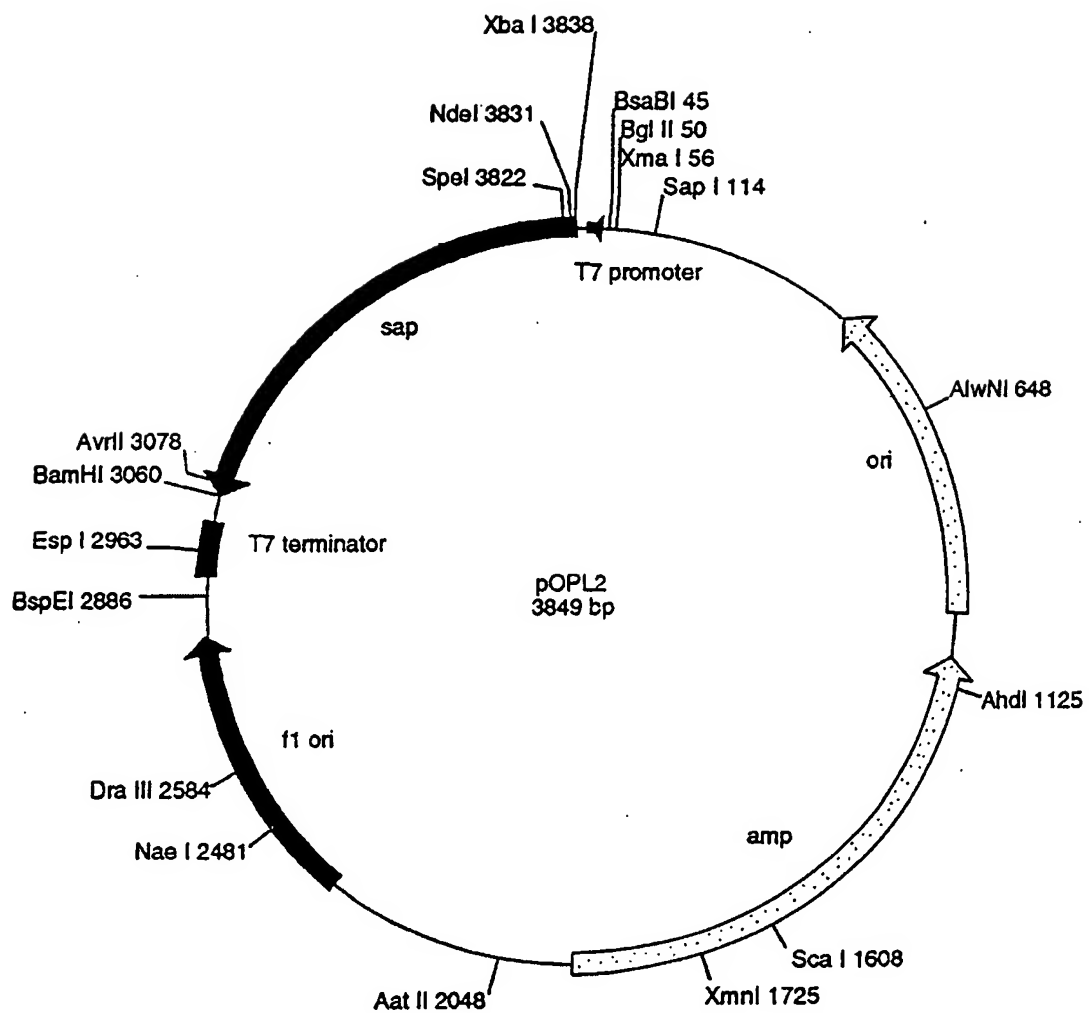 Xba I 3838
NdeI 3831
SpeI 3822
BsaBI 45
Bgl II 50
Xma I 56
Sap I 114
T7 promoter
sap
AlwNI 648
ori
AvrII 3078
BamHI 3060
Esp I 2963
T7 terminator
BspEI 2886
pOPL2
3849 bp
AhdI 1125
f1 ori
Dra III 2584
Nae I 2481
amp
Sca I 1608
XmnI 1725
Aat II 2048